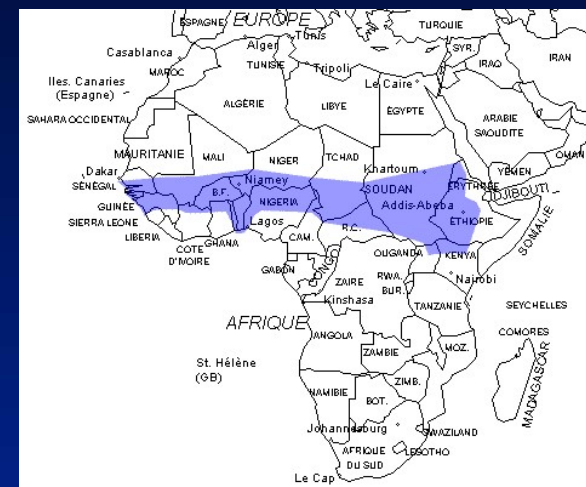 EUROPE
ESPAGNE
TURQUIE
Alger
Tunis
Casablanca
SYR.
IRAN
MAROC
TUNISIE
Tripoli
IRAQ
Iles. Canaries
(Espagne)
Le Caire
ALGÉRIE
LIBYE
ÉGYPTE
ARABIE
SAOUDITE
SAHARA OCCIDENTAL
MAURITANIE
MALI
NIGER
TCHAD
Khartoum
OMAN
YÉMEN
Dakar
SÉNÉGAL
B.F.
Niamey
SOUDAN
ERYTHRÉE
DJIBOUTI
GUINÉE
NIGERIA
Addis-Abeba
SIERRA LEONE
Lagos
ÉTHIOPIE
LIBERIA
COTE
D'IVOIRE
GHANA
CAM.
R.C.
SOMALIE
OUGANDA
KENYA
GABON
CONGO
ZAIRE
RWA.
BUR.
Nairobi
Kinshasa
TANZANIE
SEYCHELLES
AFRIQUE
ANGOLA
COMORES
ZAMBIE
MOZ.
St. Hélène
(GB)
MADAGASCAR
NAMIBIE
ZIMB.
BOT.
Johannesburg
SWAZILAND
AFRIQUE
DU SUD
LESOTHO
Le Cap